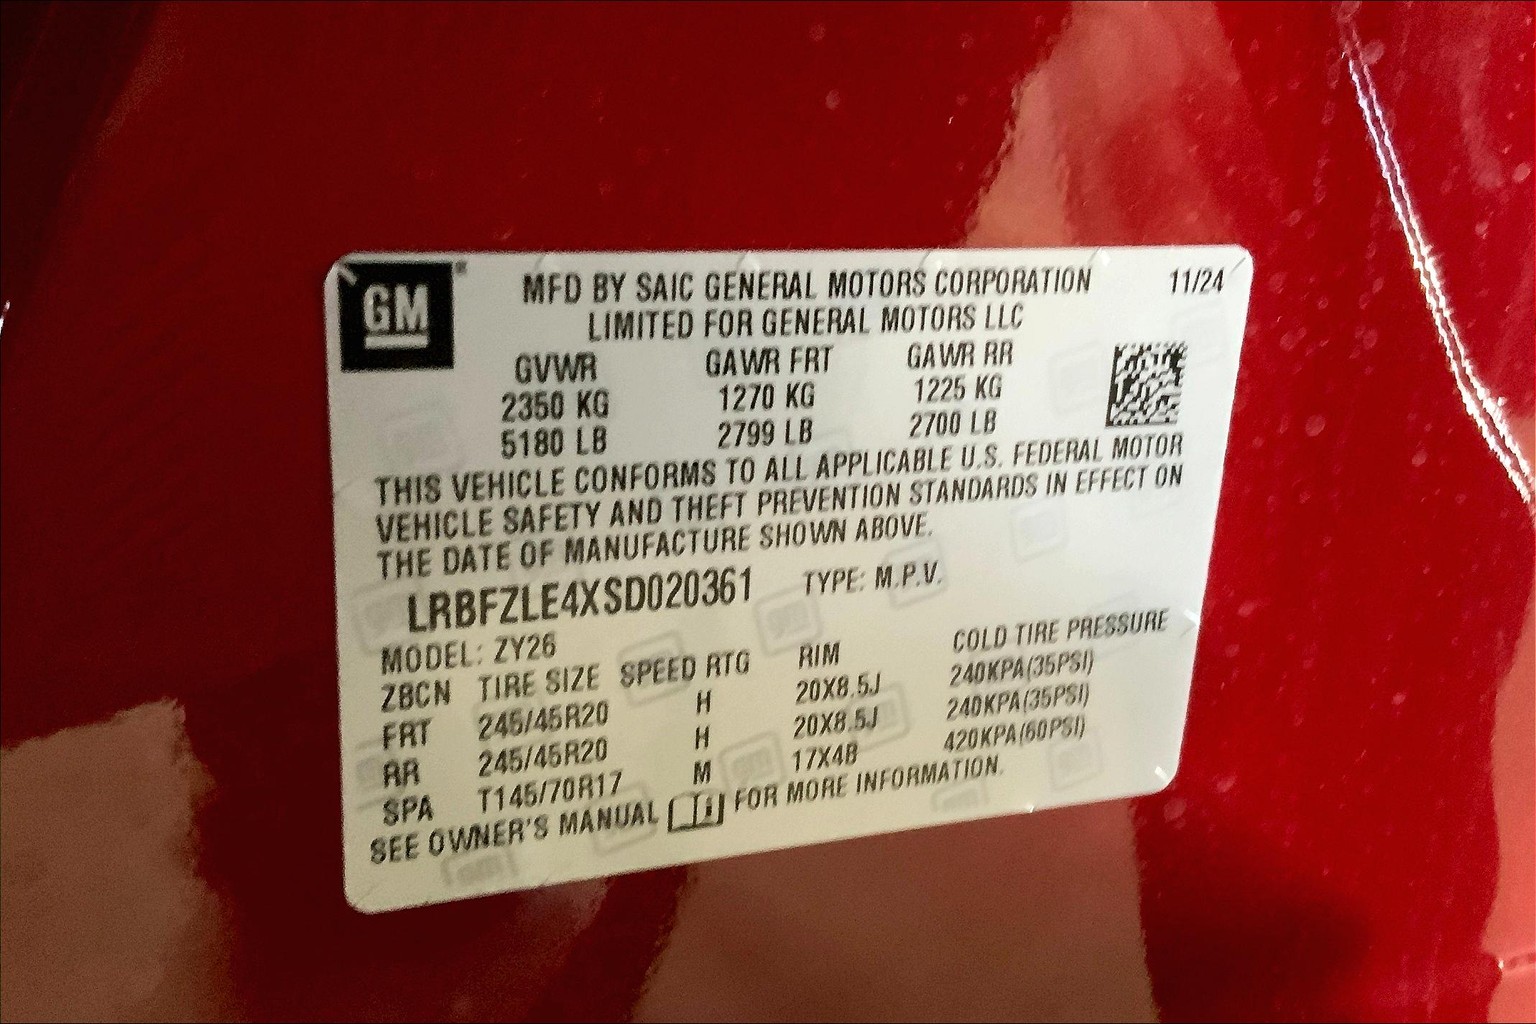 GM
MFD BY SAIC GENERAL MOTORS CORPORATION 11/24
LIMITED FOR GENERAL MOTORS LLC
GVWR GAWR FRT GAWR RR
2350 KG 1270 KG 1225 KG
5180 LB 2799 LB 2700 LB
THIS VEHICLE CONFORMS TO ALL APPLICABLE U.S. FEDERAL MOTOR
VEHICLE SAFETY AND THEFT PREVENTION STANDARDS IN EFFECT ON
THE DATE OF MANUFACTURE SHOWN ABOVE.
LRBFZLE4XSD020361 TYPE: M.P.V.
MODEL: ZY26
ZBCN TIRE SIZE SPEED RTG RIM COLD TIRE PRESSURE
FRT 245/45R20 H 20X8.5J 240KPA(35PSI)
RR 245/45R20 H 20X8.5J 240KPA(35PSI)
SPA T145/70R17 M 17X4B 420KPA(60PSI)
SEE OWNER'S MANUAL FOR MORE INFORMATION.